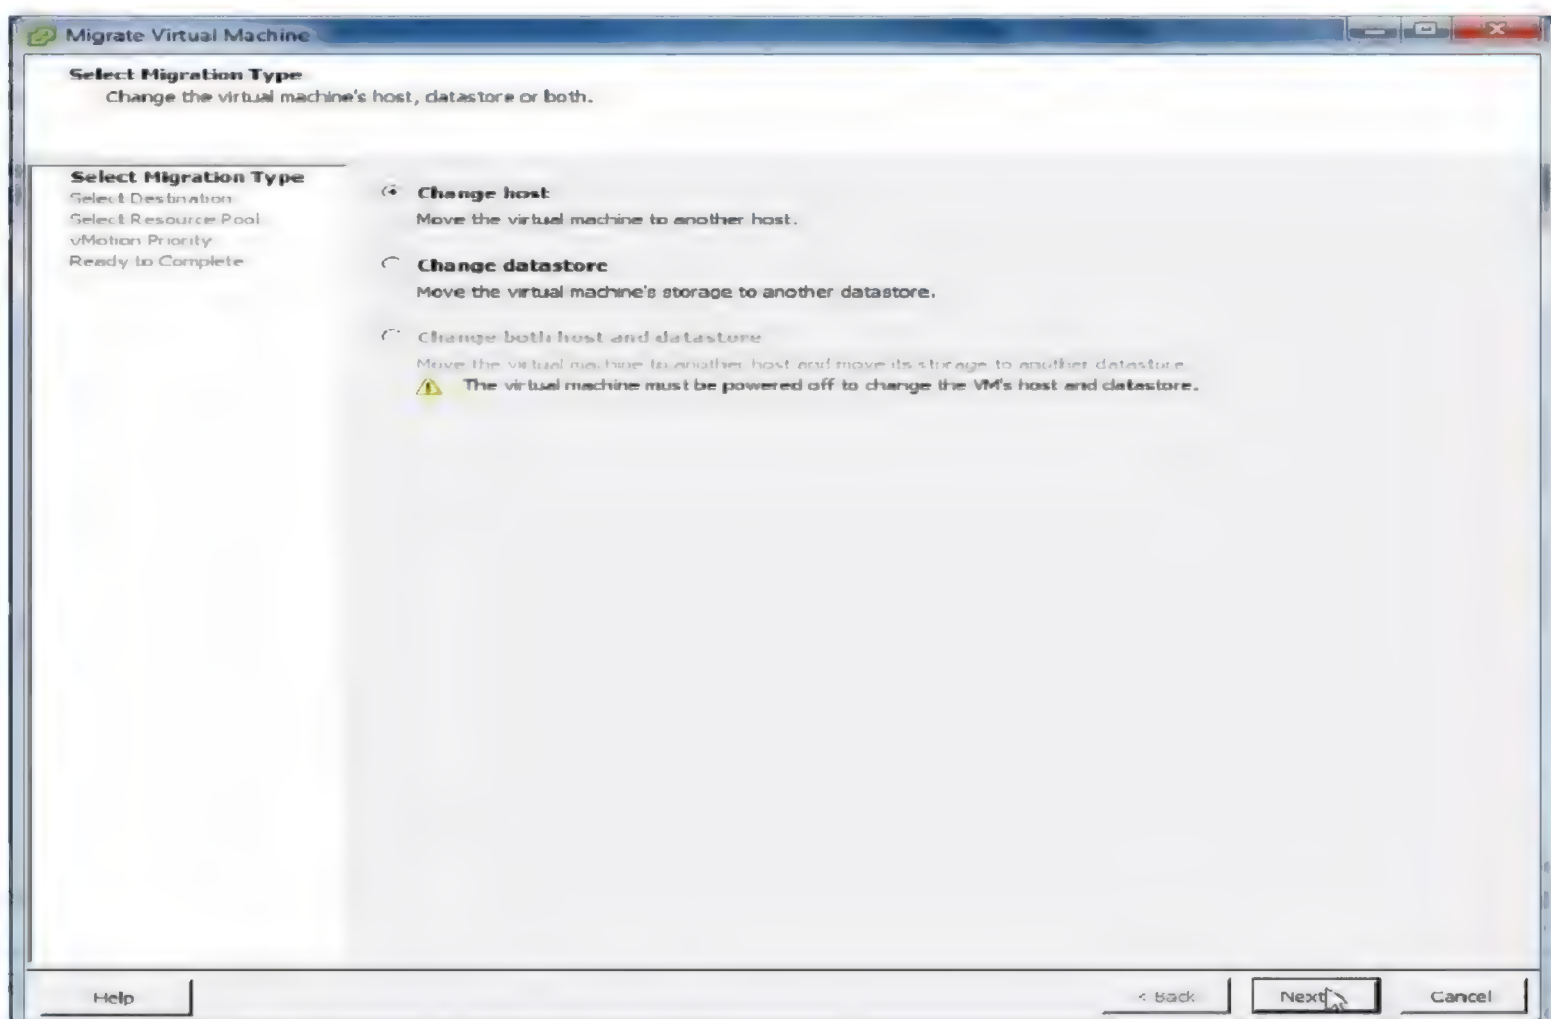 Migrate Virtual Machine
Select Migration Type
Change the virtual machine's host, datastore or both.
Select Migration Type
Select Destination
Select Resource Pool
vMotion Priority
Ready to Complete
Change host
Move the virtual machine to another host.
Change datastore
Move the virtual machine's storage to another datastore.
Change both host and datastore
Move the virtual machine to another host and move its storage to another datastore.
The virtual machine must be powered off to change the VM's host and datastore.
Help
< Back
Next
Cancel